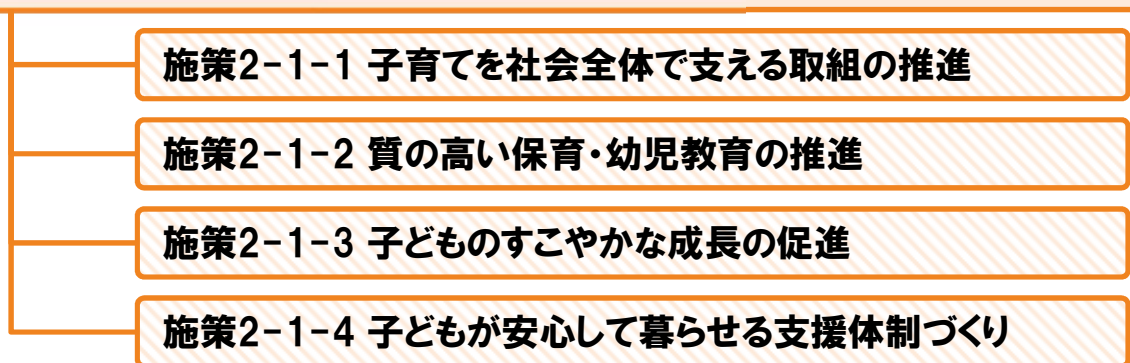 施策2-1-1 子育てを社会全体で支える取組の推進
施策2-1-2 質の高い保育・幼児教育の推進
施策2-1-3 子どものすこやかな成長の促進
施策2-1-4 子どもが安心して暮らせる支援体制づくり